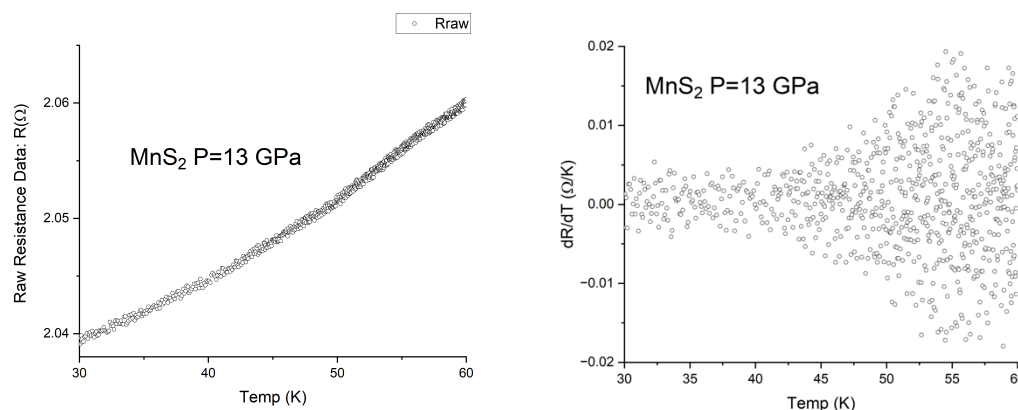 Rraw
2.06
2.05
2.04
Raw Resistance Data: R(Ω)
MnS₂ P=13 GPa
30
40
50
60
Temp (K)
0.02
0.01
0.00
−0.01
−0.02
dR/dT (Ω/K)
MnS₂ P=13 GPa
30
35
40
45
50
55
Temp (K)